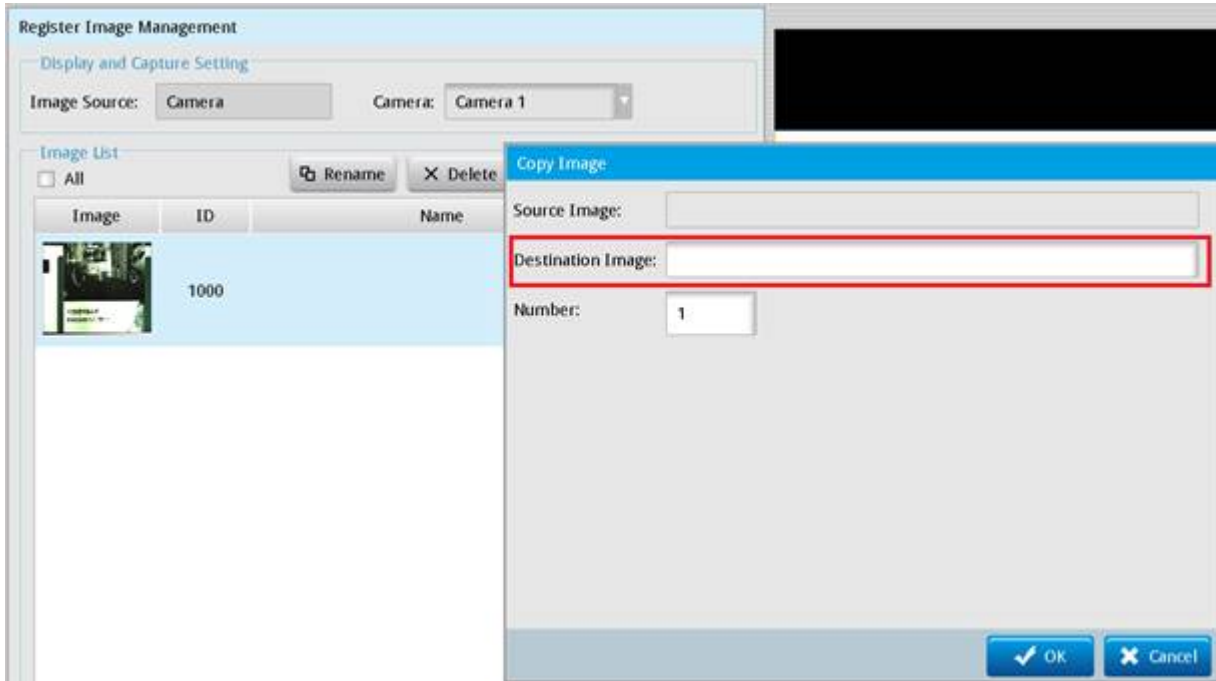 Register Image Management
Display and Capture Setting
Image Source: Camera Camera: Camera 1
Image List
All Rename Delete
Image ID Name
1000
Copy Image
Source Image:
Destination Image:
Number: 1
OK Cancel